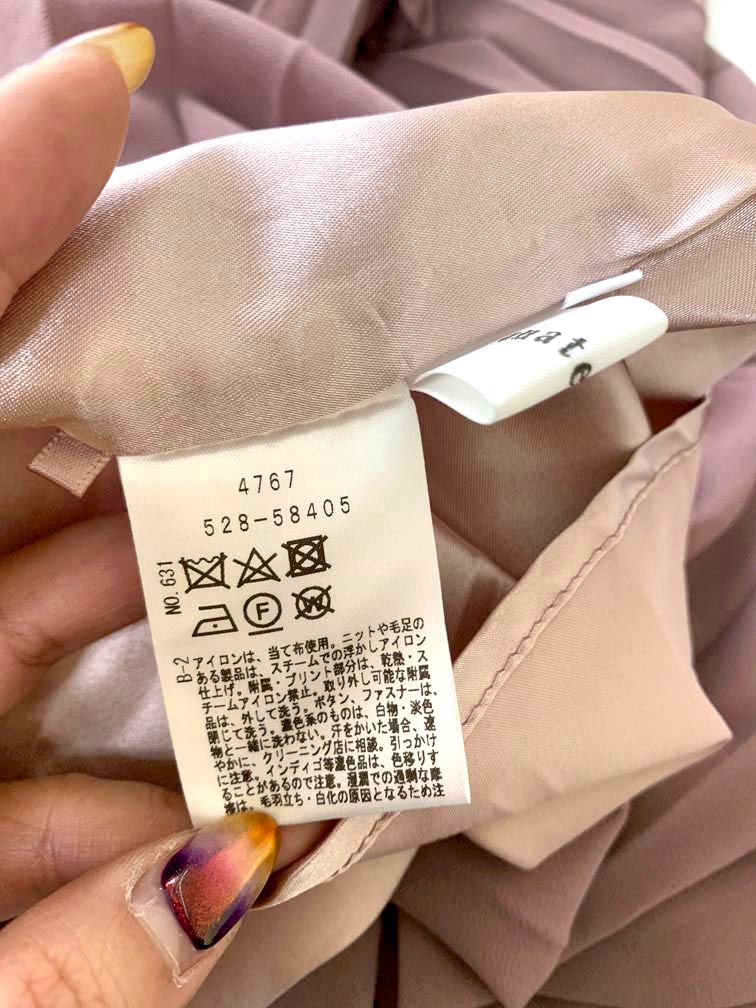 mat
4767
528-58405
NO.631
F
W
B-2
アイロンは、当て布使用。ニットや毛足の
ある製品は、スチームでの浮かしアイロン
仕上げ。附属・プリント部分は、乾熱・ス
チームアイロン禁止。取り外し可能な附属
品は、外して洗う。ボタン、ファスナーは、
閉じて洗う。濃色系のものは、白物・淡色
物と一緒に洗わない。汗をかいた場合、速
やかに、クリーニング店に相談。引っかけ
に注意。インディゴ等濃色品は、色移りす
ることがあるので注意。湿潤での過剰な摩
擦は、毛羽立ち・白化の原因となるため注